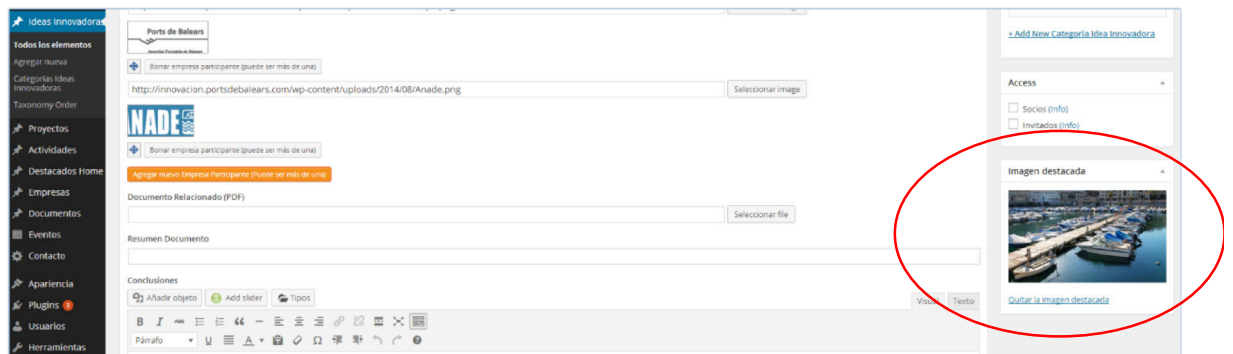 Ideas Innovadoras
Todos los elementos
Agregar nueva
Categorías Ideas
Innovadoras
Taxonomy Order
Proyectos
Actividades
Destacados Home
Empresas
Documentos
Eventos
Contacto
Apariencia
Plugins
Usuarios
Herramientas
Ports de Balears
Borrar empresa participante (puede ser más de una)
http://innovacion.portsdebalears.com/wp-content/uploads/2014/08/Anade.png
Seleccionar image
ANADE
Borrar empresa participante (puede ser más de una)
Agregar nuevo Empresa Participante (Puede ser más de una)
Documento Relacionado (PDF)
Seleccionar file
Resumen Documento
Conclusiones
Añadir objeto
Add slider
Tipos
Visual
Texto
B I ABC
Párrafo
U A Ω
+ Add New Categoría Idea Innovadora
Access
Socios (Info)
Invitados (Info)
Imagen destacada
Quitar la imagen destacada